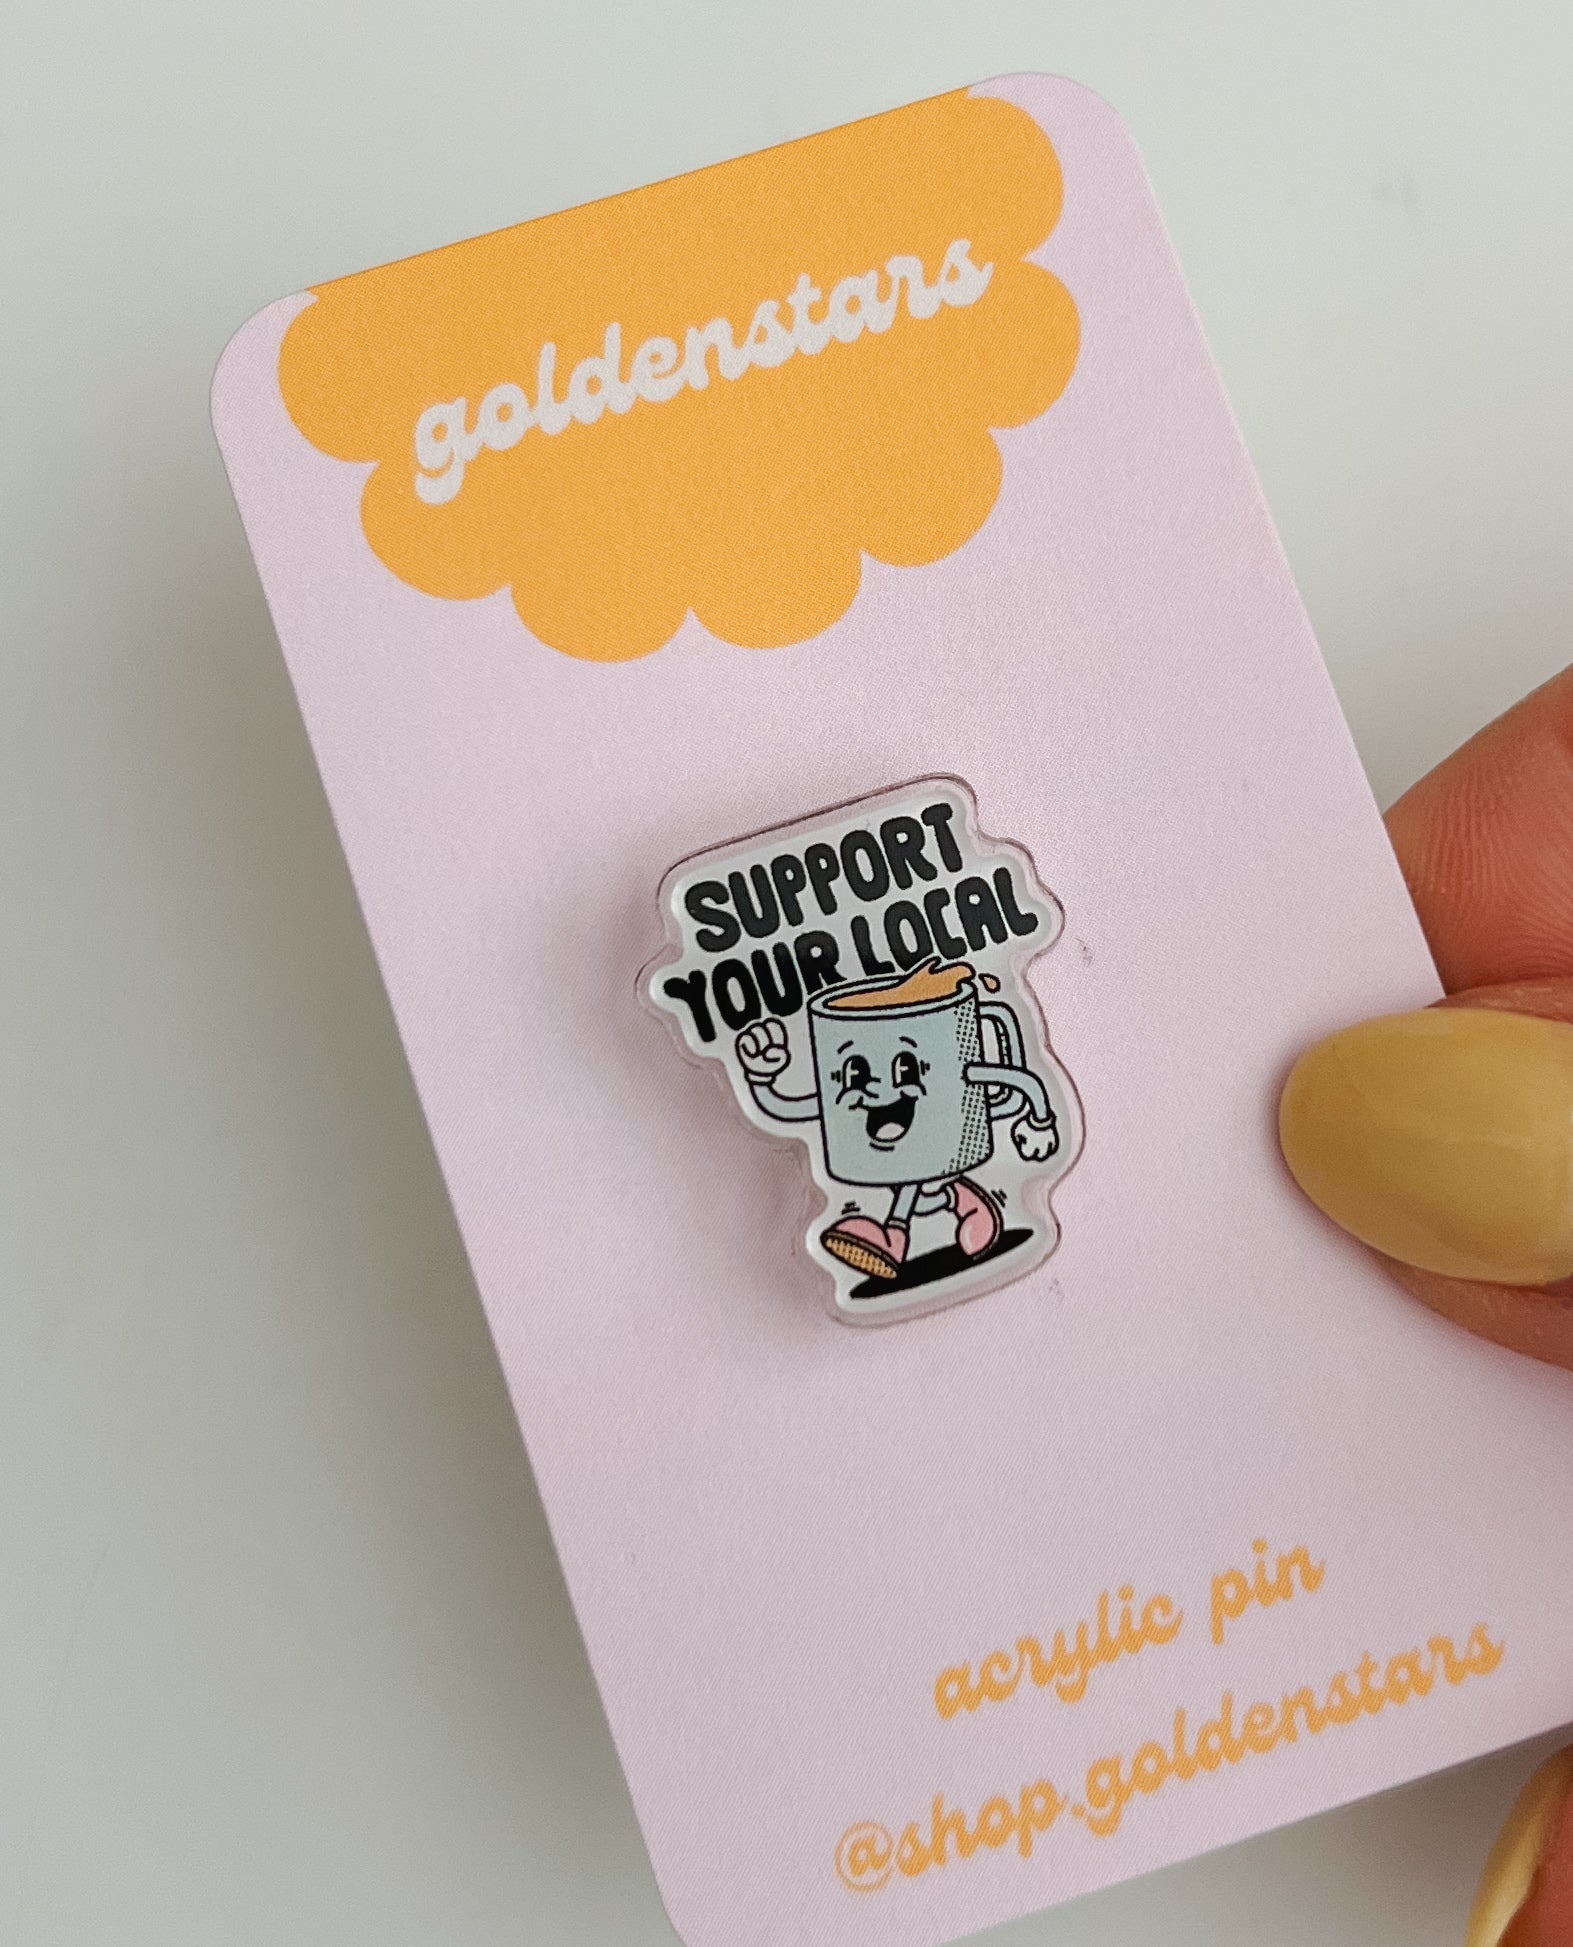 goldenstars
SUPPORT
YOUR LOCAL
acrylic pin
@shop.goldenstars